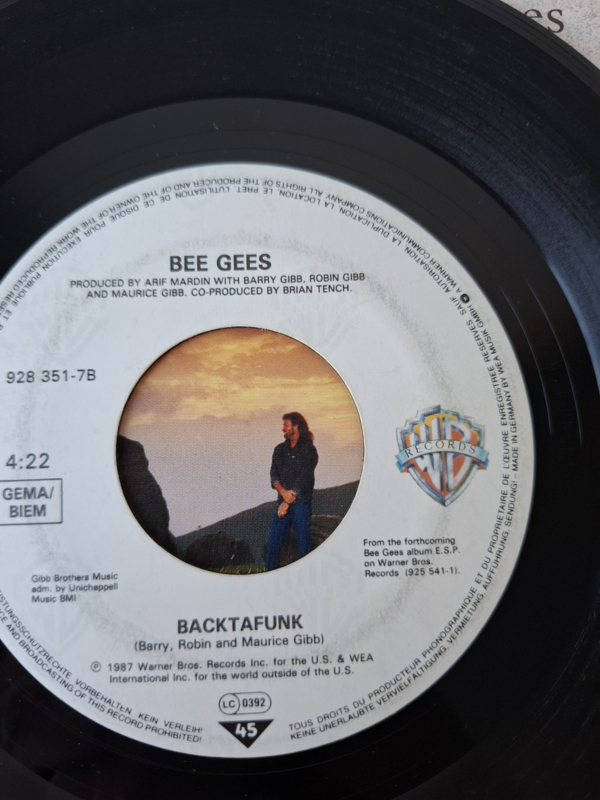 es
BEE GEES
PRODUCED BY ARIF MARDIN WITH BARRY GIBB, ROBIN GIBB
AND MAURICE GIBB. CO-PRODUCED BY BRIAN TENCH.
928 351-7B
4:22
GEMA/
BIEM
WB
RECORDS
From the forthcoming
Bee Gees album E.S.P.
on Warner Bros.
Records (925 541-1).
Gibb Brothers Music
adm. by Unichappell
Music BMI
BACKTAFUNK
(Barry, Robin and Maurice Gibb)
℗ 1987 Warner Bros. Records Inc. for the U.S. & WEA
International Inc. for the world outside of the U.S.
LC 0392
45
A WARNER COMMUNICATIONS COMPANY. ALL RIGHTS OF THE PRODUCER AND OF THE OWNER OF THE WORK REPRODUCED
SAUF AUTORISATION, LA DUPLICATION, LA LOCATION, LE PRET, L'UTILISATION DE CE DISQUE POUR EXECUTION PUBLIQUE ET
TOUS DROITS DU PRODUCTEUR PHONOGRAPHIQUE ET DU PROPRIETAIRE DE L'ŒUVRE ENREGISTREE RESERVES
KEINE UNERLAUBTE VERVIELFÄLTIGUNG, VERMIETUNG, AUFFÜHRUNG, SENDUNG! – MADE IN GERMANY BY WEA MUSIK GMBH
LEISTUNGSSCHUTZRECHTE VORBEHALTEN KEIN VERLEIH!
AND BROADCASTING OF THIS RECORD PROHIBITED!